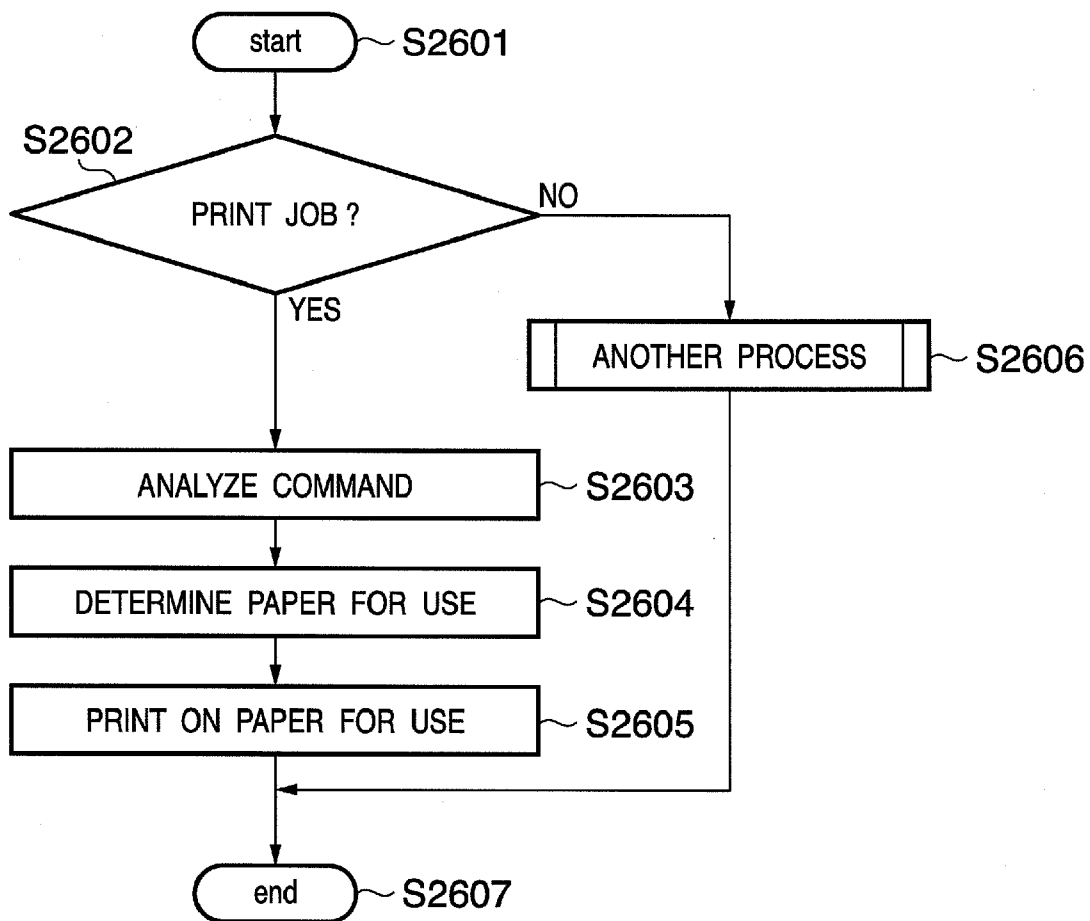 start S2601
S2602
PRINT JOB ?
NO
YES
ANOTHER PROCESS S2606
ANALYZE COMMAND S2603
DETERMINE PAPER FOR USE S2604
PRINT ON PAPER FOR USE S2605
end S2607